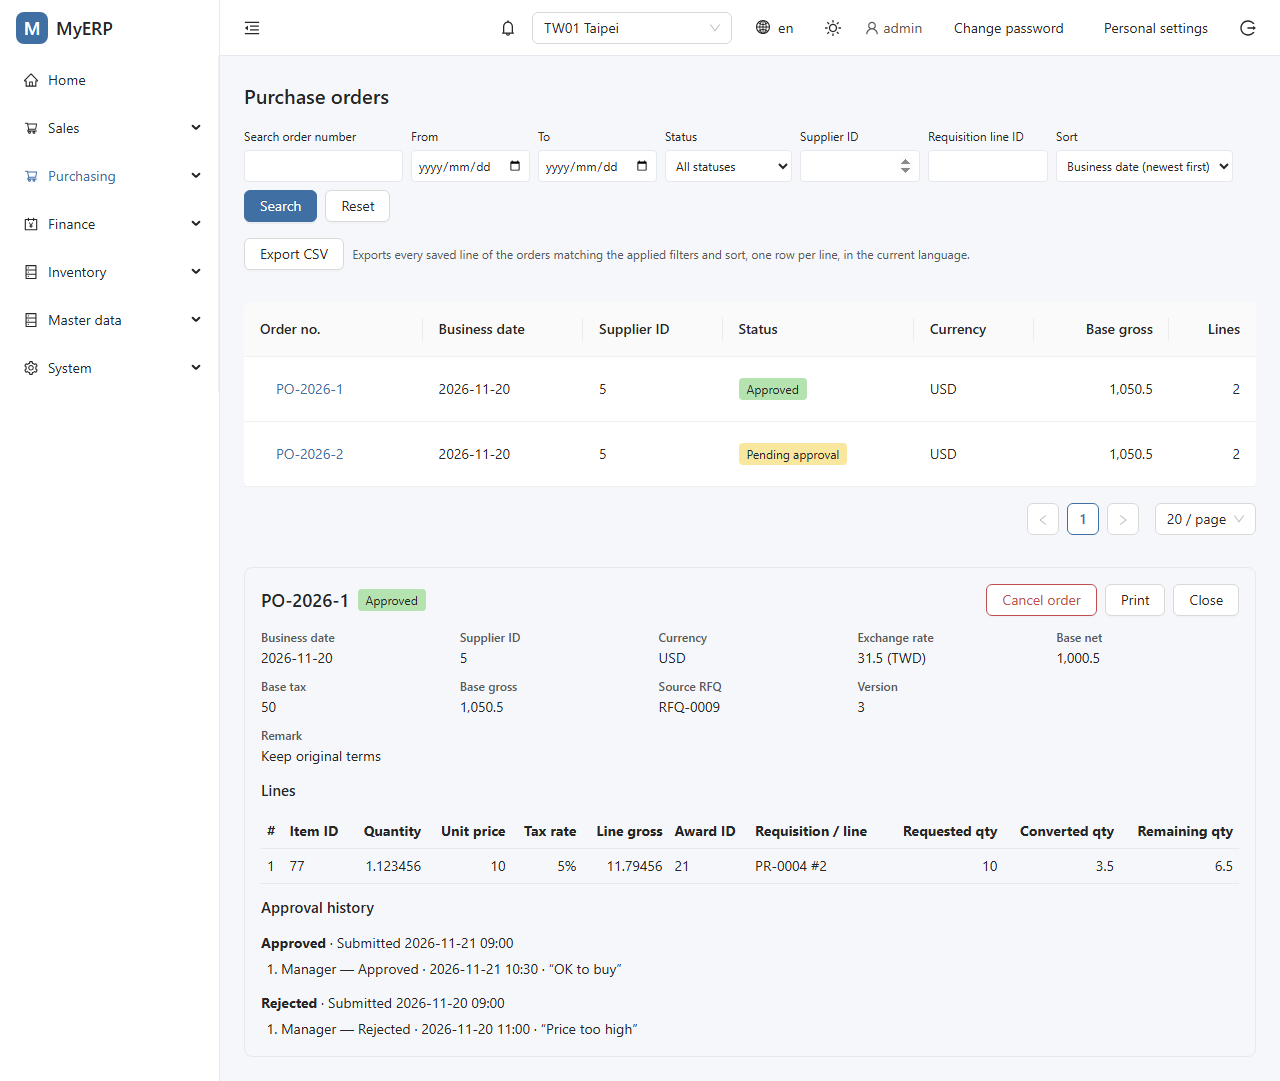 M MyERP
TW01 Taipei
en
admin
Change password
Personal settings
Home
Sales
Purchasing
Finance
Inventory
Master data
System
Purchase orders
Search order number From To Status Supplier ID Requisition line ID Sort
yyyy/mm/dd yyyy/mm/dd All statuses Business date (newest first)
Search Reset
Export CSV Exports every saved line of the orders matching the applied filters and sort, one row per line, in the current language.
Order no. Business date Supplier ID Status Currency Base gross Lines
PO-2026-1 2026-11-20 5 Approved USD 1,050.5 2
PO-2026-2 2026-11-20 5 Pending approval USD 1,050.5 2
< 1 > 20 / page
PO-2026-1 Approved Cancel order Print Close
Business date Supplier ID Currency Exchange rate Base net
2026-11-20 5 USD 31.5 (TWD) 1,000.5
Base tax Base gross Source RFQ Version
50 1,050.5 RFQ-0009 3
Remark
Keep original terms
Lines
# Item ID Quantity Unit price Tax rate Line gross Award ID Requisition / line Requested qty Converted qty Remaining qty
1 77 1.123456 10 5% 11.79456 21 PR-0004 #2 10 3.5 6.5
Approval history
Approved · Submitted 2026-11-21 09:00
1. Manager — Approved · 2026-11-21 10:30 · “OK to buy”
Rejected · Submitted 2026-11-20 09:00
1. Manager — Rejected · 2026-11-20 11:00 · “Price too high”